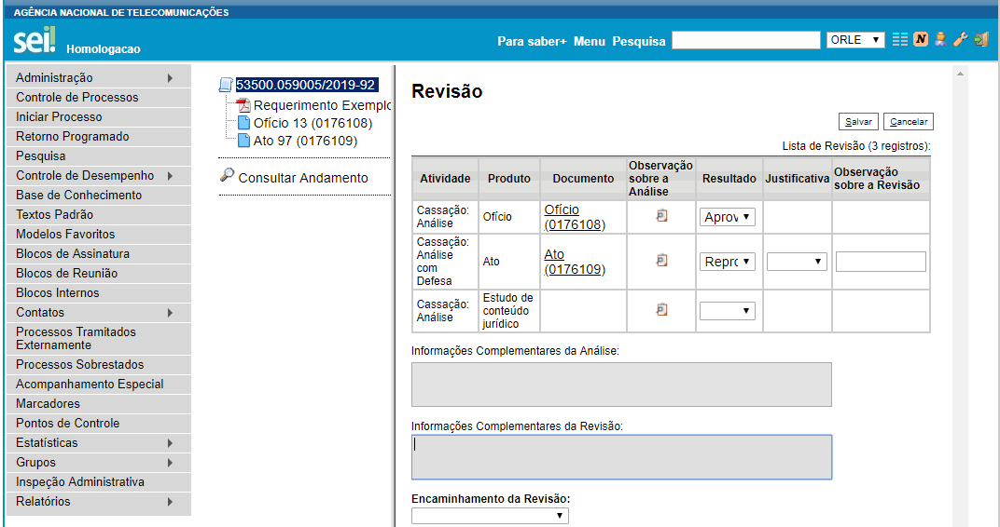 AGÊNCIA NACIONAL DE TELECOMUNICAÇÕES
sei! Homologacao
Para saber+ Menu Pesquisa ORLE
Administração
Controle de Processos
Iniciar Processo
Retorno Programado
Pesquisa
Controle de Desempenho
Base de Conhecimento
Textos Padrão
Modelos Favoritos
Blocos de Assinatura
Blocos de Reunião
Blocos Internos
Contatos
Processos Tramitados
Externamente
Processos Sobrestados
Acompanhamento Especial
Marcadores
Pontos de Controle
Estatísticas
Grupos
Inspeção Administrativa
Relatórios
53500.059005/2019-92
Requerimento Exemplo
Ofício 13 (0176108)
Ato 97 (0176109)
Consultar Andamento
Revisão
Salvar Cancelar
Lista de Revisão (3 registros):
Atividade
Produto
Documento
Observação
sobre a
Análise
Resultado
Justificativa
Observação
sobre a Revisão
Cassação:
Análise
Ofício
Ofício
(0176108)
Aprov
Cassação:
Análise
com
Defesa
Ato
Ato
(0176109)
Repro
Cassação:
Análise
Estudo de
conteúdo
jurídico
Informações Complementares da Análise:
Informações Complementares da Revisão:
Encaminhamento da Revisão: